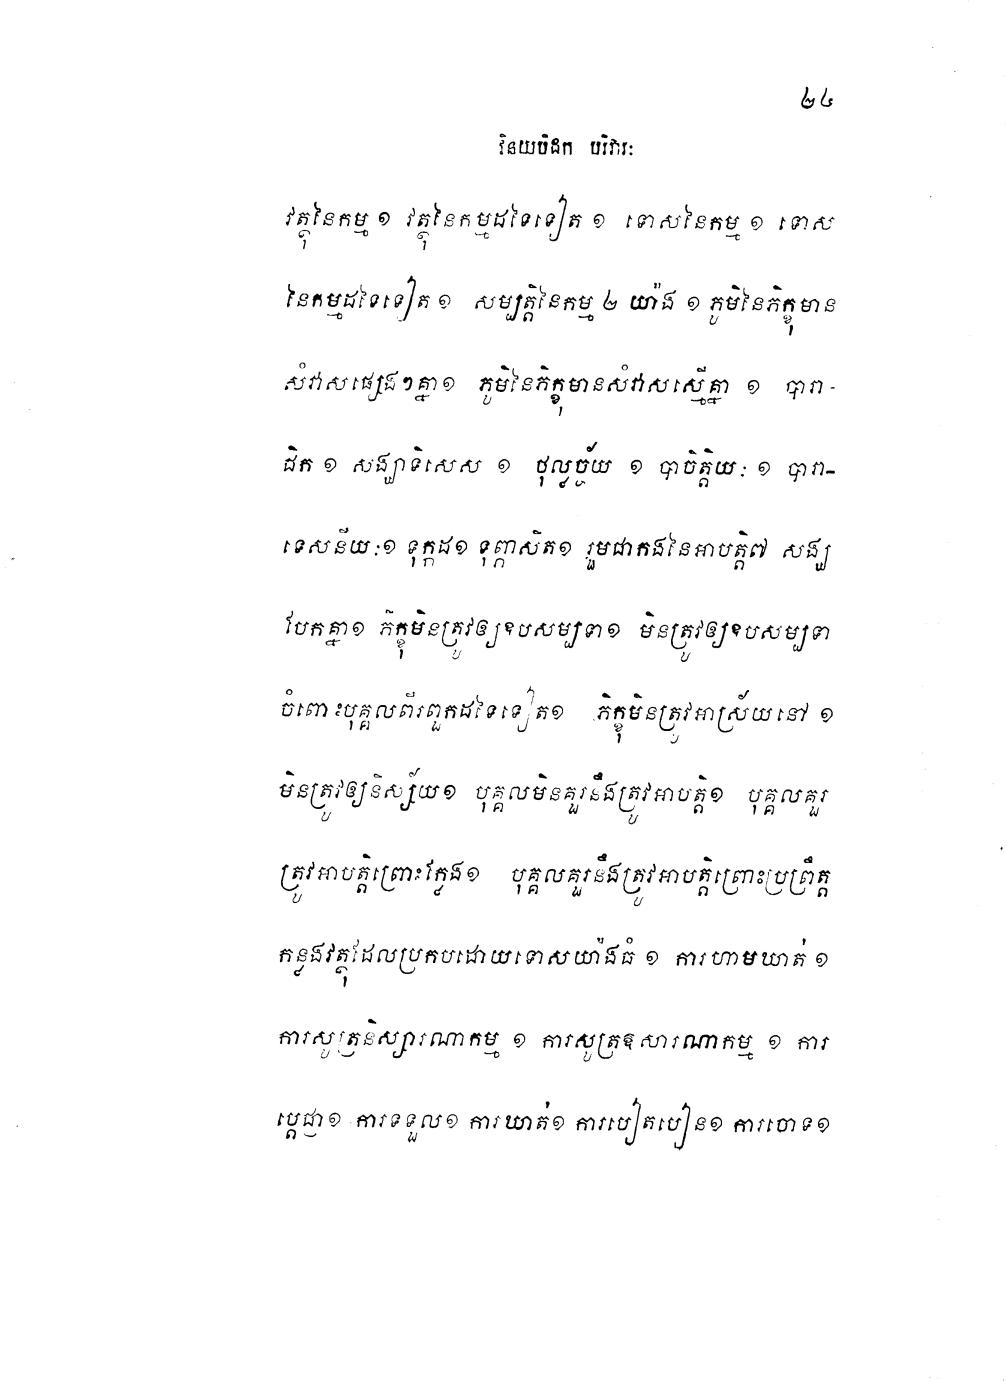 ២៤
វិនយបិដក បរិវារៈ
វត្ថុនៃកម្ម ១ វត្ថុនៃកម្មដទៃទៀត ១ ទោសនៃកម្ម ១ ទោស
នៃកម្មដទៃទៀត ១ សម្បត្តិនៃកម្ម ២ យ៉ាង ១ ភូមិនៃភិក្ខុមាន
សំវាសផ្សេងៗគ្នា១ ភូមិនៃភិក្ខុមានសំវាសស្មើគ្នា ១ បារា-
ជិក ១ សង្ឃាទិសេស ១ ថុល្លច្ច័យ ១ បាចិត្តិយៈ ១ បារា-
ទេសនីយៈ១ ទុក្កដ១ ទុព្ភាសិត១ រួមជាកងនៃអាបត្តិ៧ សង្ឃ
បែកគ្នា១ ភិក្ខុមិនត្រូវឲ្យឧបសម្បទា១ មិនត្រូវឲ្យឧបសម្បទា
ចំពោះបុគ្គលពីរពួកដទៃទៀត១ ភិក្ខុមិនត្រូវអាស្រ័យនៅ ១
មិនត្រូវឲ្យនិស្ស័យ១ បុគ្គលមិនគួរនឹងត្រូវអាបត្តិ១ បុគ្គលគួរ
ត្រូវអាបត្តិព្រោះក្លែង១ បុគ្គលគួរនឹងត្រូវអាបត្តិព្រោះប្រព្រឹត្ត
កន្លងវត្ថុដែលប្រកបដោយទោសយ៉ាងធំ ១ ការហាមឃាត់ ១
ការសូត្រនិស្សារណាកម្ម ១ ការសូត្រឱសារណាកម្ម ១ ការ
ប្តេជ្ញា១ ការទទួល១ ការឃាត់១ ការបៀតបៀន១ ការចោទ១